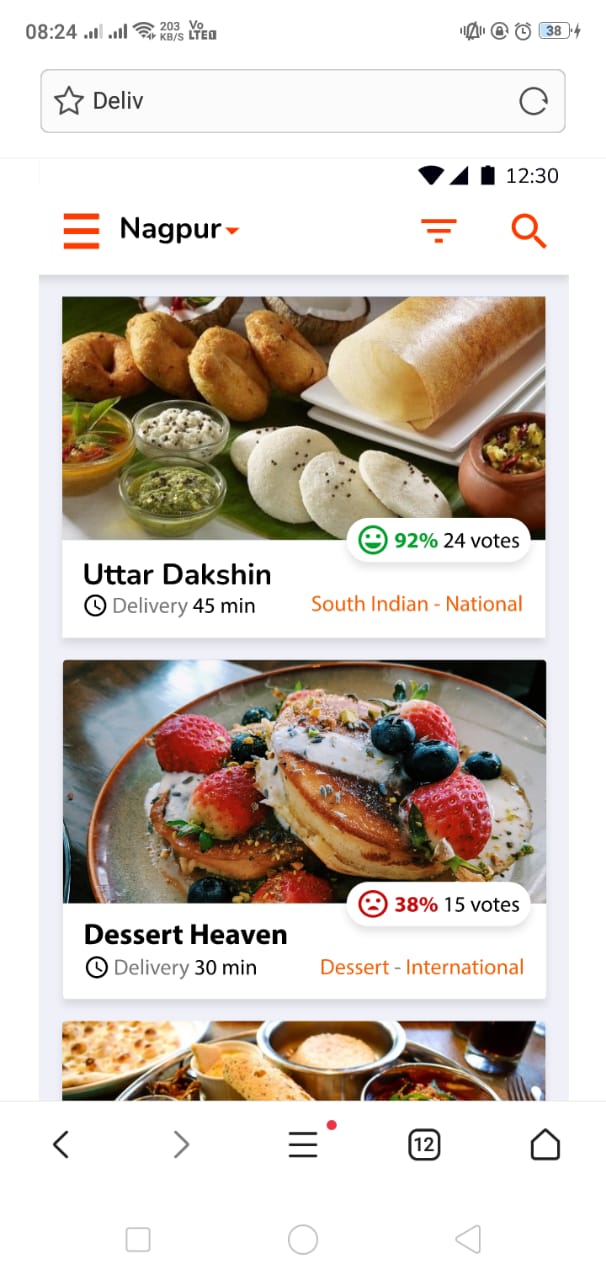 08:24 203 KB/S Vo LTE 38
Deliv
12:30
Nagpur
92% 24 votes
Uttar Dakshin
Delivery 45 min South Indian - National
38% 15 votes
Dessert Heaven
Delivery 30 min Dessert - International
12